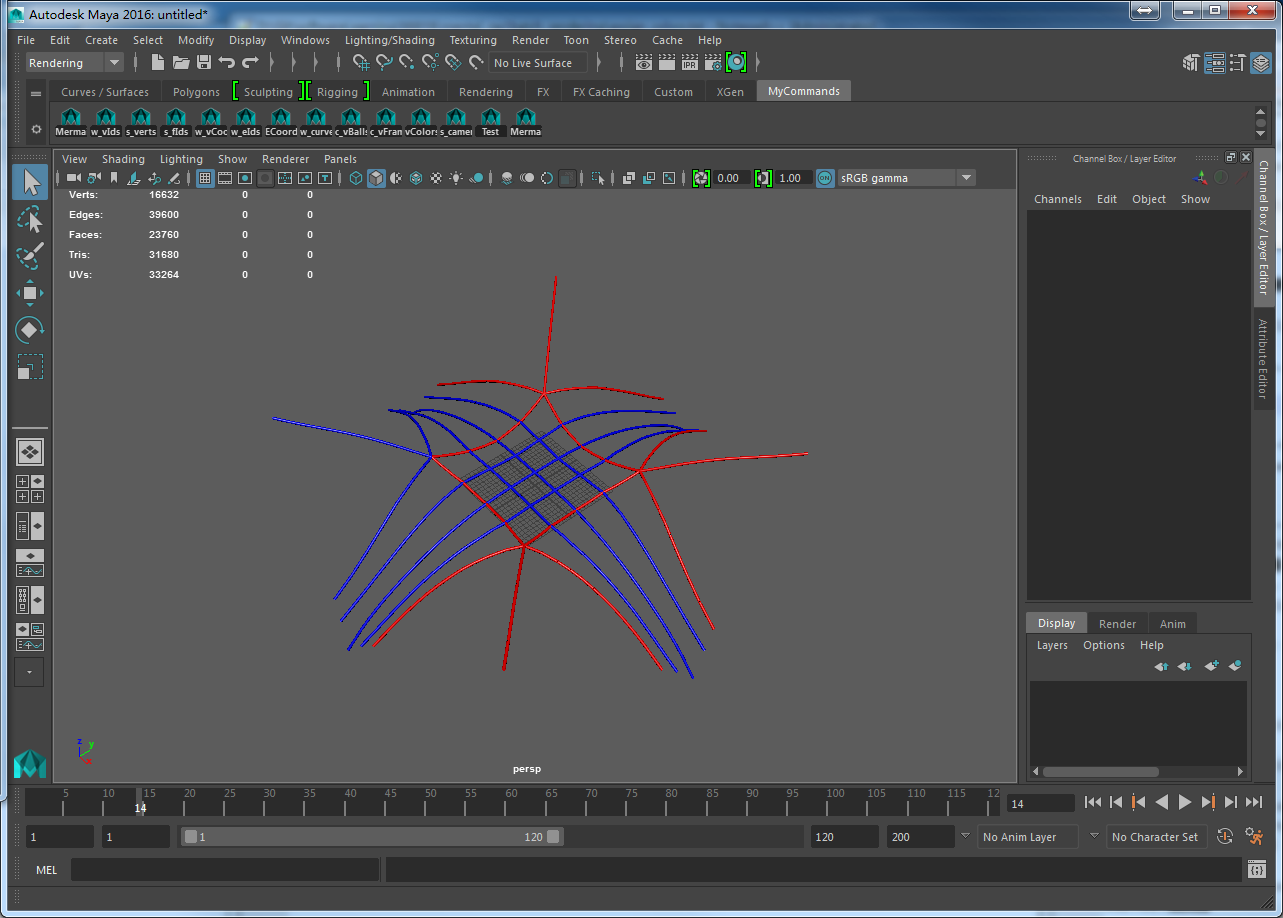 Autodesk Maya 2016: untitled*
File Edit Create Select Modify Display Windows Lighting/Shading Texturing Render Toon Stereo Cache Help
Rendering No Live Surface IPR
Curves / Surfaces Polygons Sculpting Rigging Animation Rendering FX FX Caching Custom XGen MyCommands
Merma w_vIds s_verts s_fIds w_vCoc w_eIds ECoord w_curve c_vBalls c_vFran vColors s_camer Test Merma
View Shading Lighting Show Renderer Panels
0.00 1.00 ON sRGB gamma
Verts: 16632 0 0
Edges: 39600 0 0
Faces: 23760 0 0
Tris: 31680 0 0
UVs: 33264 0 0
z y x
persp
Channel Box / Layer Editor
Channels Edit Object Show
Channel Box / Layer Editor
Attribute Editor
Display Render Anim
Layers Options Help
5 10 15 20 25 30 35 40 45 50 55 60 65 70 75 80 85 90 95 100 105 110 115 12
14
14
1 1 1 120 120 200 No Anim Layer No Character Set
MEL